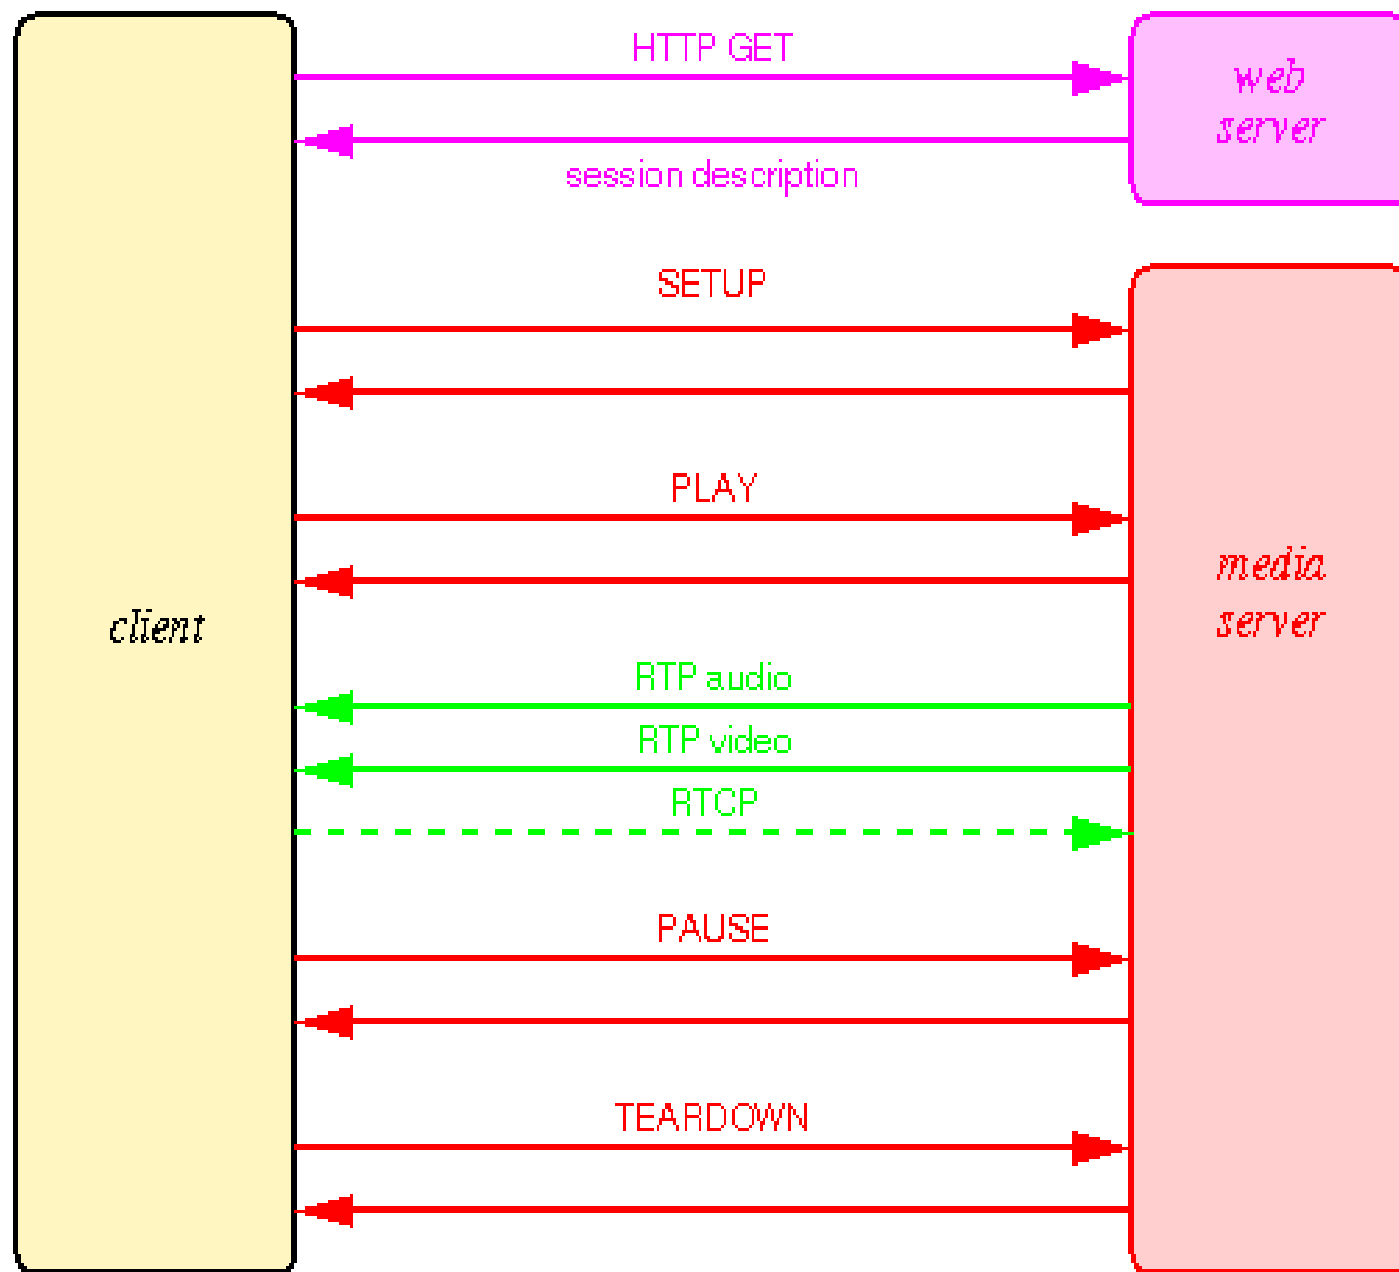 HTTP GET
web
server
session description
SETUP
PLAY
media
server
client
RTP audio
RTP video
RTCP
PAUSE
TEARDOWN